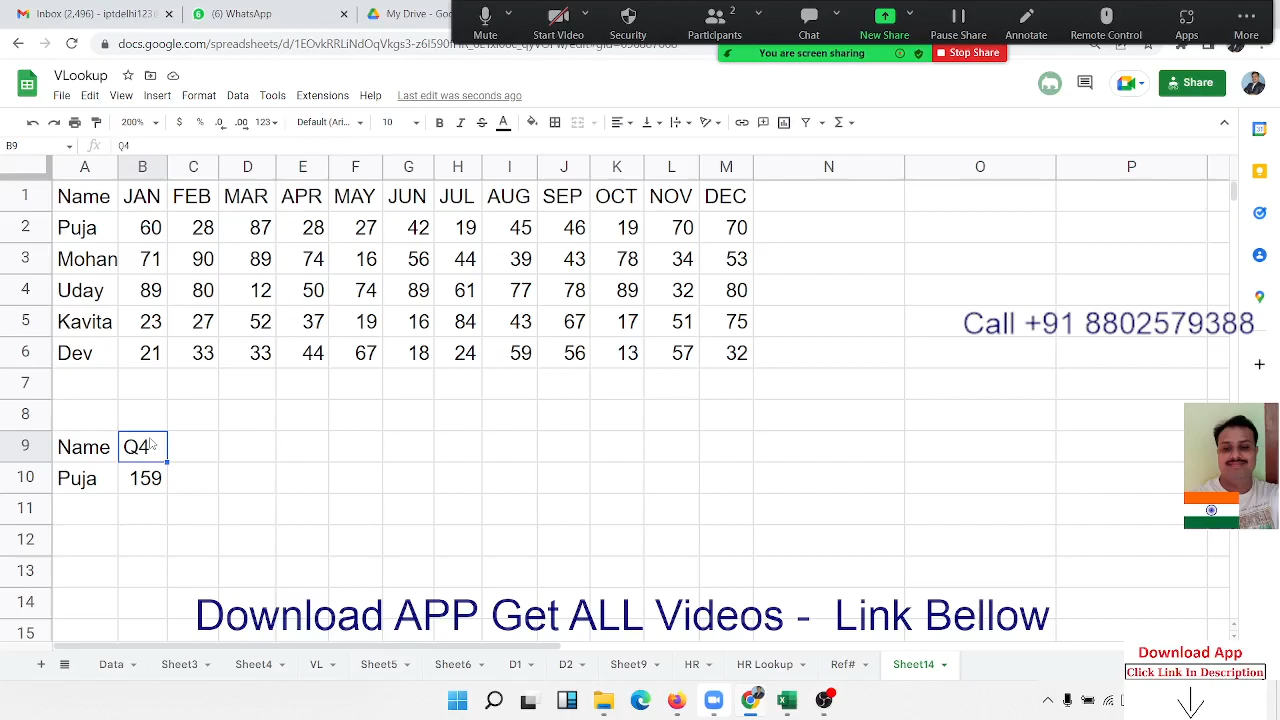 Inbox (1) - delhi123
(6) WhatsApp
My Drive - Goo
Mute
Start Video
Security
Participants
2
Chat
New Share
Pause Share
Annotate
Remote Control
Apps
More
You are screen sharing
Stop Share
VLookup
File Edit View Insert Format Data Tools Extensions Help
Last edit was seconds ago
Share
200% $ % .0 .00 123 Default (Ari... 10 B I S A
B9 fx Q4
A B C D E F G H I J K L M N O P
1 Name JAN FEB MAR APR MAY JUN JUL AUG SEP OCT NOV DEC
2 Puja 60 28 87 28 27 42 19 45 46 19 70 70
3 Mohan 71 90 89 74 16 56 44 39 43 78 34 53
4 Uday 89 80 12 50 74 89 61 77 78 89 32 80
5 Kavita 23 27 52 37 19 16 84 43 67 17 51 75
Call +91 8802579388
6 Dev 21 33 33 44 67 18 24 59 56 13 57 32
7
8
9 Name Q4
10 Puja 159
11
12
13
14
Download APP Get ALL Videos - Link Bellow
15
Data Sheet3 Sheet4 VL Sheet5 Sheet6 D1 D2 Sheet9 HR HR Lookup Ref# Sheet14
Download App
Click Link In Description